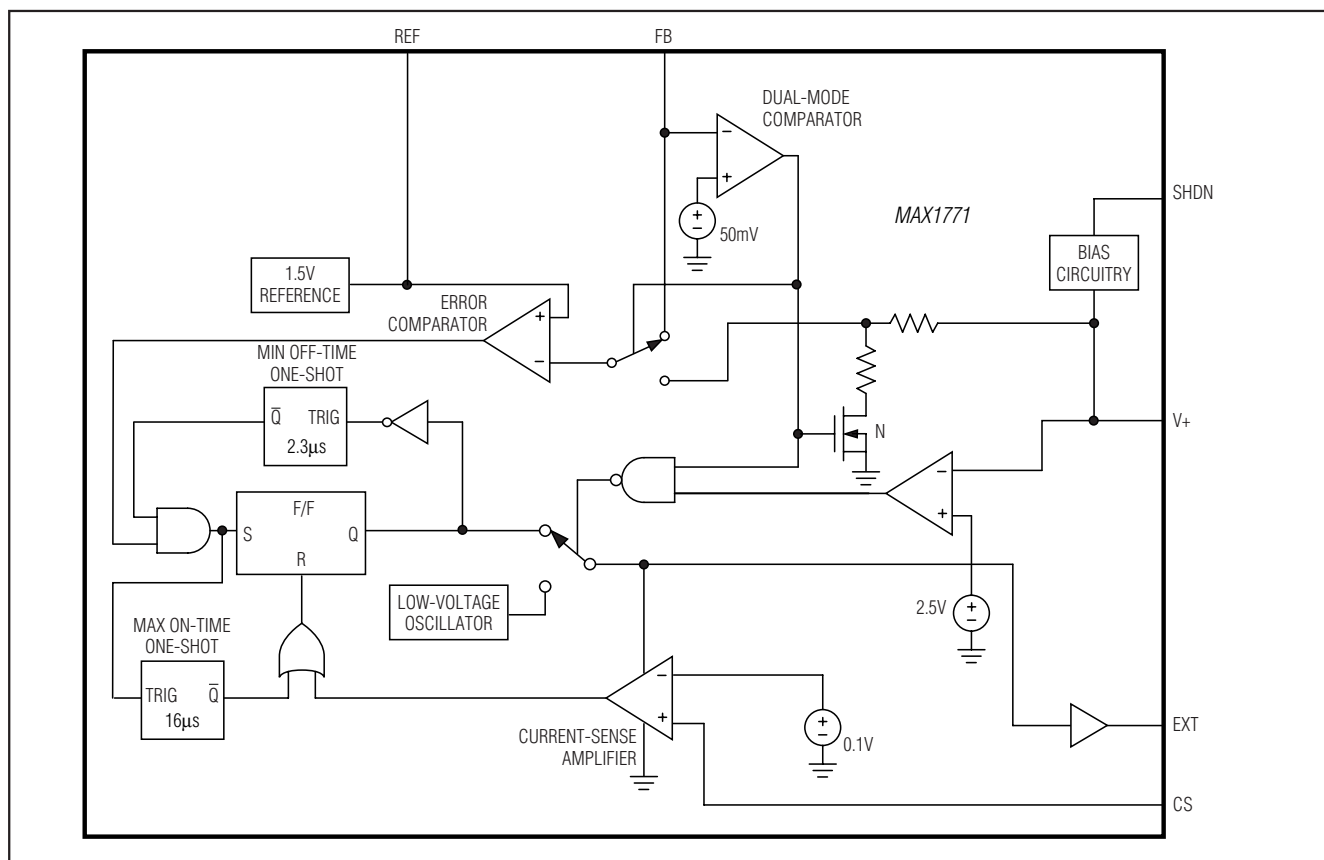 REF
FB
DUAL-MODE
COMPARATOR
−
+
+
−
50mV
MAX1771
SHDN
BIAS
CIRCUITRY
1.5V
REFERENCE
ERROR
COMPARATOR
+
−
MIN OFF-TIME
ONE-SHOT
Q̅
TRIG
2.3µs
N
V+
−
+
F/F
S
Q
R
LOW-VOLTAGE
OSCILLATOR
2.5V
+
−
MAX ON-TIME
ONE-SHOT
TRIG
Q̅
16µs
−
+
CURRENT-SENSE
AMPLIFIER
+
−
0.1V
EXT
CS